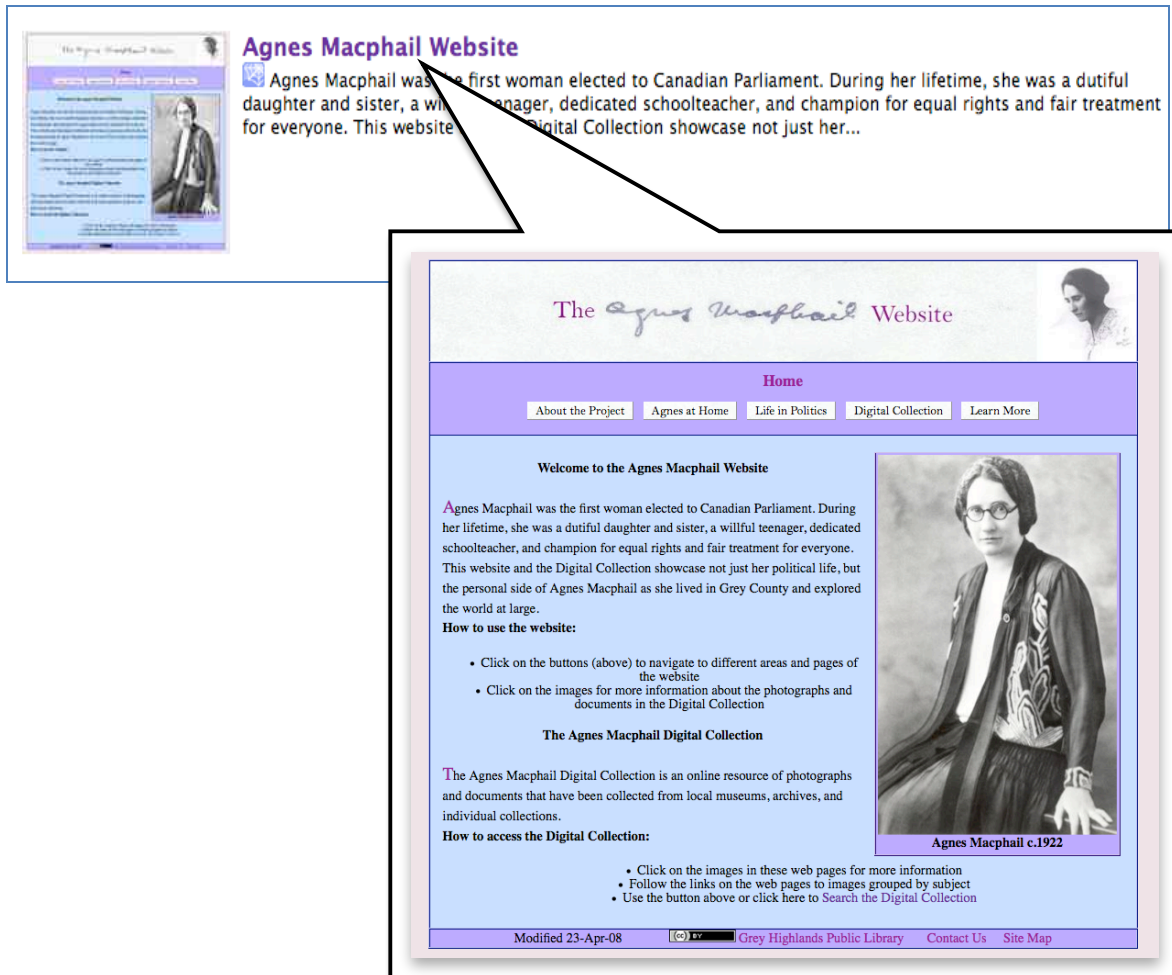 Agnes Macphail Website
Agnes Macphail was the first woman elected to Canadian Parliament. During her lifetime, she was a dutiful
daughter and sister, a wil enager, dedicated schoolteacher, and champion for equal rights and fair treatment
for everyone. This website Digital Collection showcase not just her...
The Agnes Macphail Website
Home
About the Project Agnes at Home Life in Politics Digital Collection Learn More
Welcome to the Agnes Macphail Website
Agnes Macphail was the first woman elected to Canadian Parliament. During
her lifetime, she was a dutiful daughter and sister, a willful teenager, dedicated
schoolteacher, and champion for equal rights and fair treatment for everyone.
This website and the Digital Collection showcase not just her political life, but
the personal side of Agnes Macphail as she lived in Grey County and explored
the world at large.
How to use the website:
• Click on the buttons (above) to navigate to different areas and pages of
the website
• Click on the images for more information about the photographs and
documents in the Digital Collection
The Agnes Macphail Digital Collection
The Agnes Macphail Digital Collection is an online resource of photographs
and documents that have been collected from local museums, archives, and
individual collections.
How to access the Digital Collection:
Agnes Macphail c.1922
• Click on the images in these web pages for more information
• Follow the links on the web pages to images grouped by subject
• Use the button above or click here to Search the Digital Collection
Modified 23-Apr-08 (cc) BY Grey Highlands Public Library Contact Us Site Map